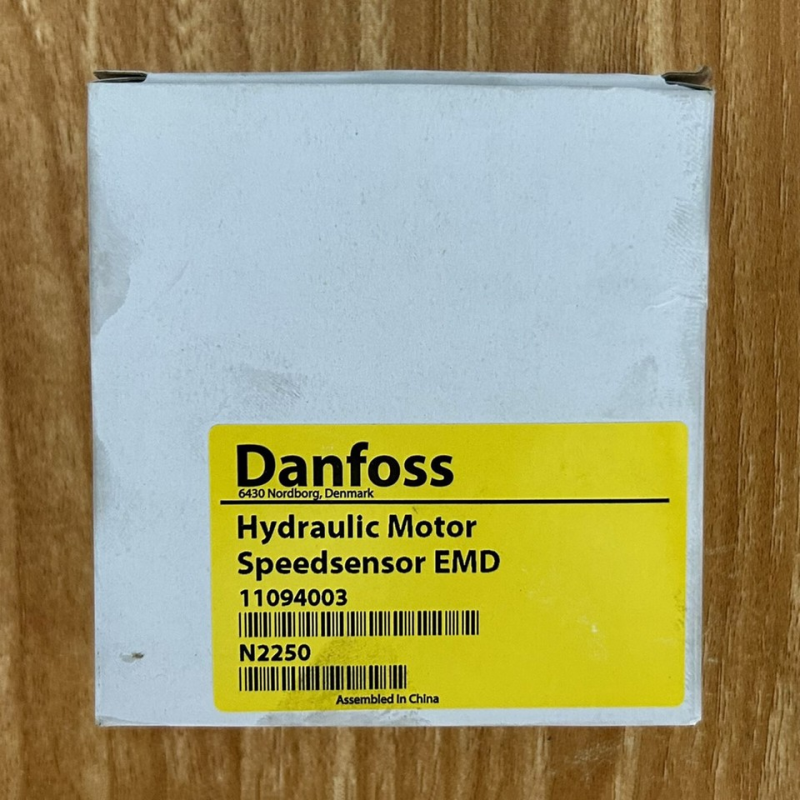 Danfoss
6430 Nordborg, Denmark
Hydraulic Motor
Speedsensor EMD
11094003
N2250
Assembled in China